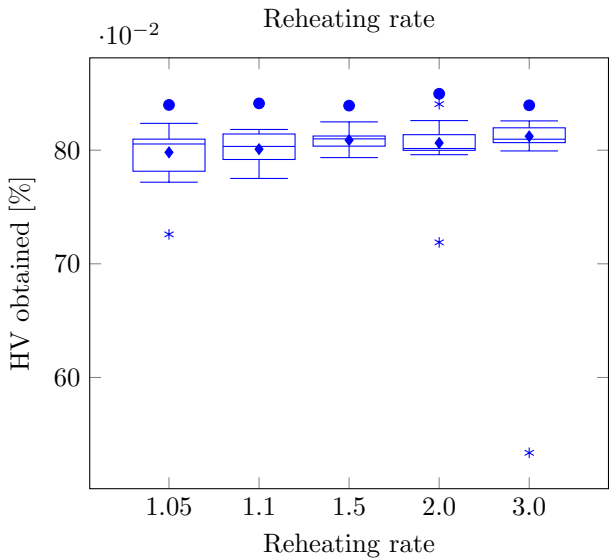 Reheating rate
·10⁻²
80
70
60
HV obtained [%]
1.05 1.1 1.5 2.0 3.0
Reheating rate